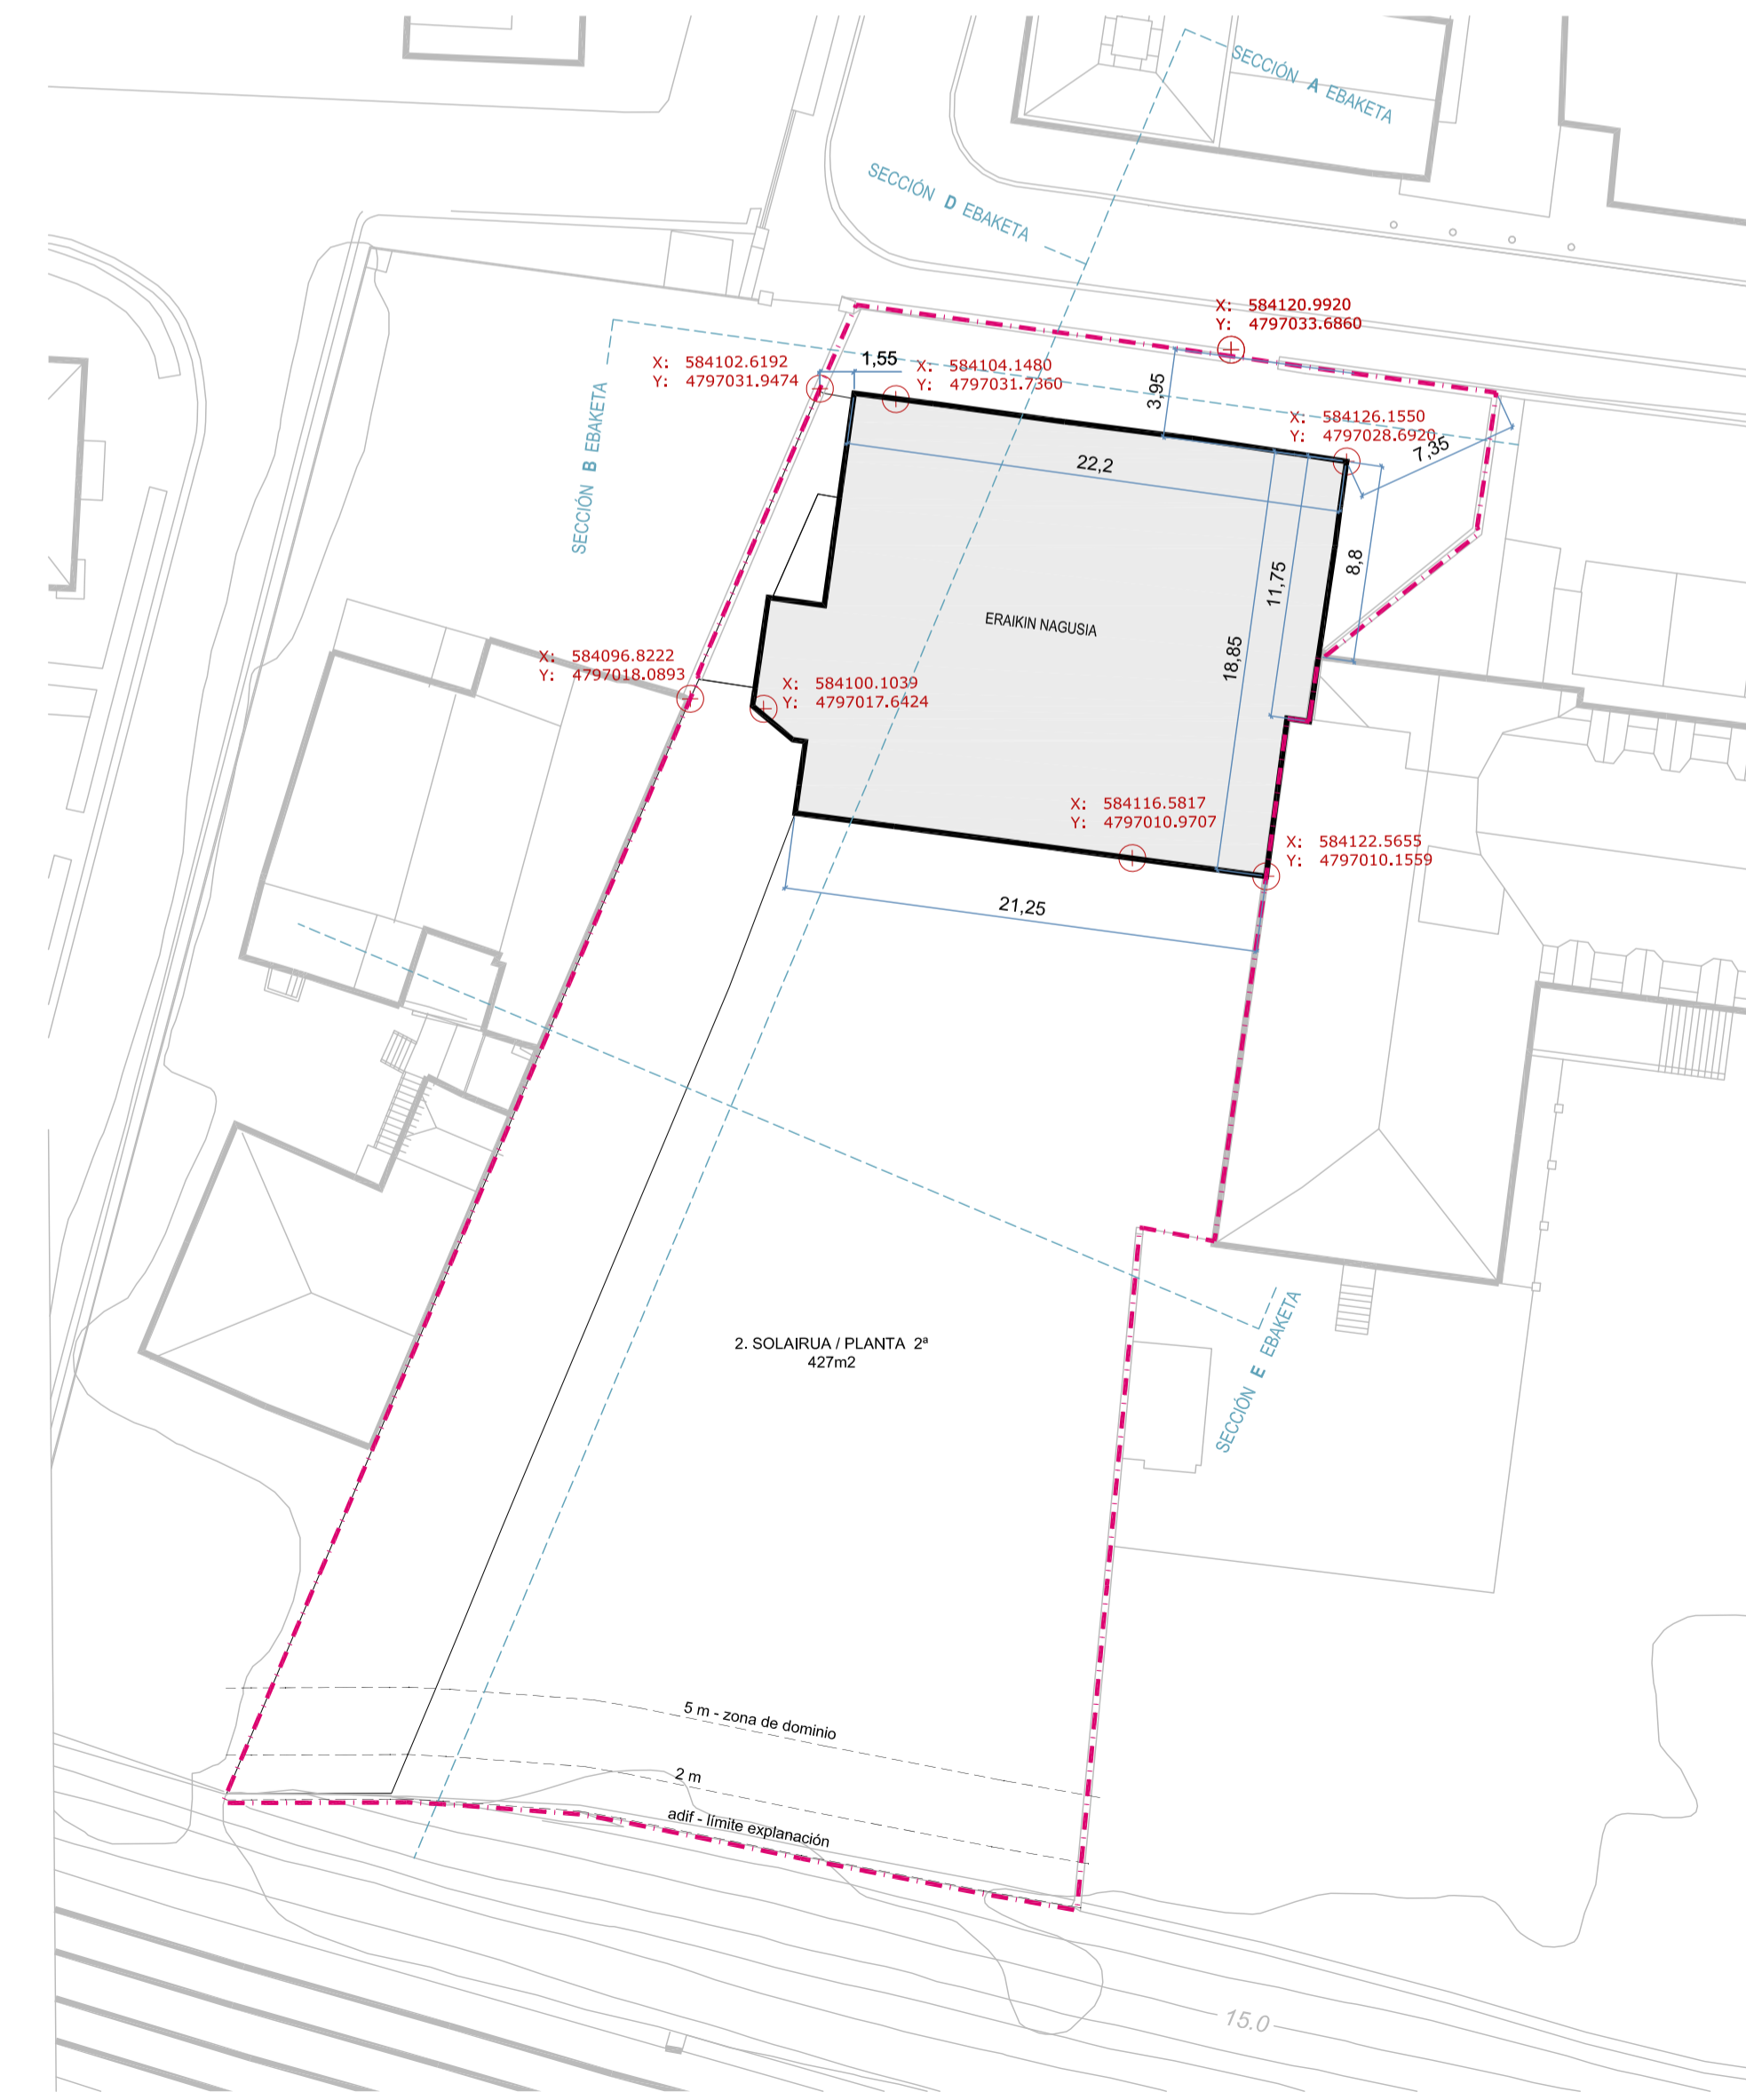 SECCIÓN A EBAKETA
SECCIÓN D EBAKETA
X: 584120.9920
Y: 4797033.6860
X: 584102.6192
Y: 4797031.9474
1,55
X: 584104.1480
Y: 4797031.7360
3,95
X: 584126.1550
Y: 4797028.6920
7,35
SECCIÓN B EBAKETA
22,2
11,75
8,8
18,85
ERAIKIN NAGUSIA
X: 584096.8222
Y: 4797018.0893
X: 584100.1039
Y: 4797017.6424
X: 584116.5817
Y: 4797010.9707
X: 584122.5655
Y: 4797010.1559
21,25
2. SOLAIRUA / PLANTA 2ª
427m2
SECCIÓN E EBAKETA
5 m - zona de dominio
2 m
adif - límite explanación
15.0